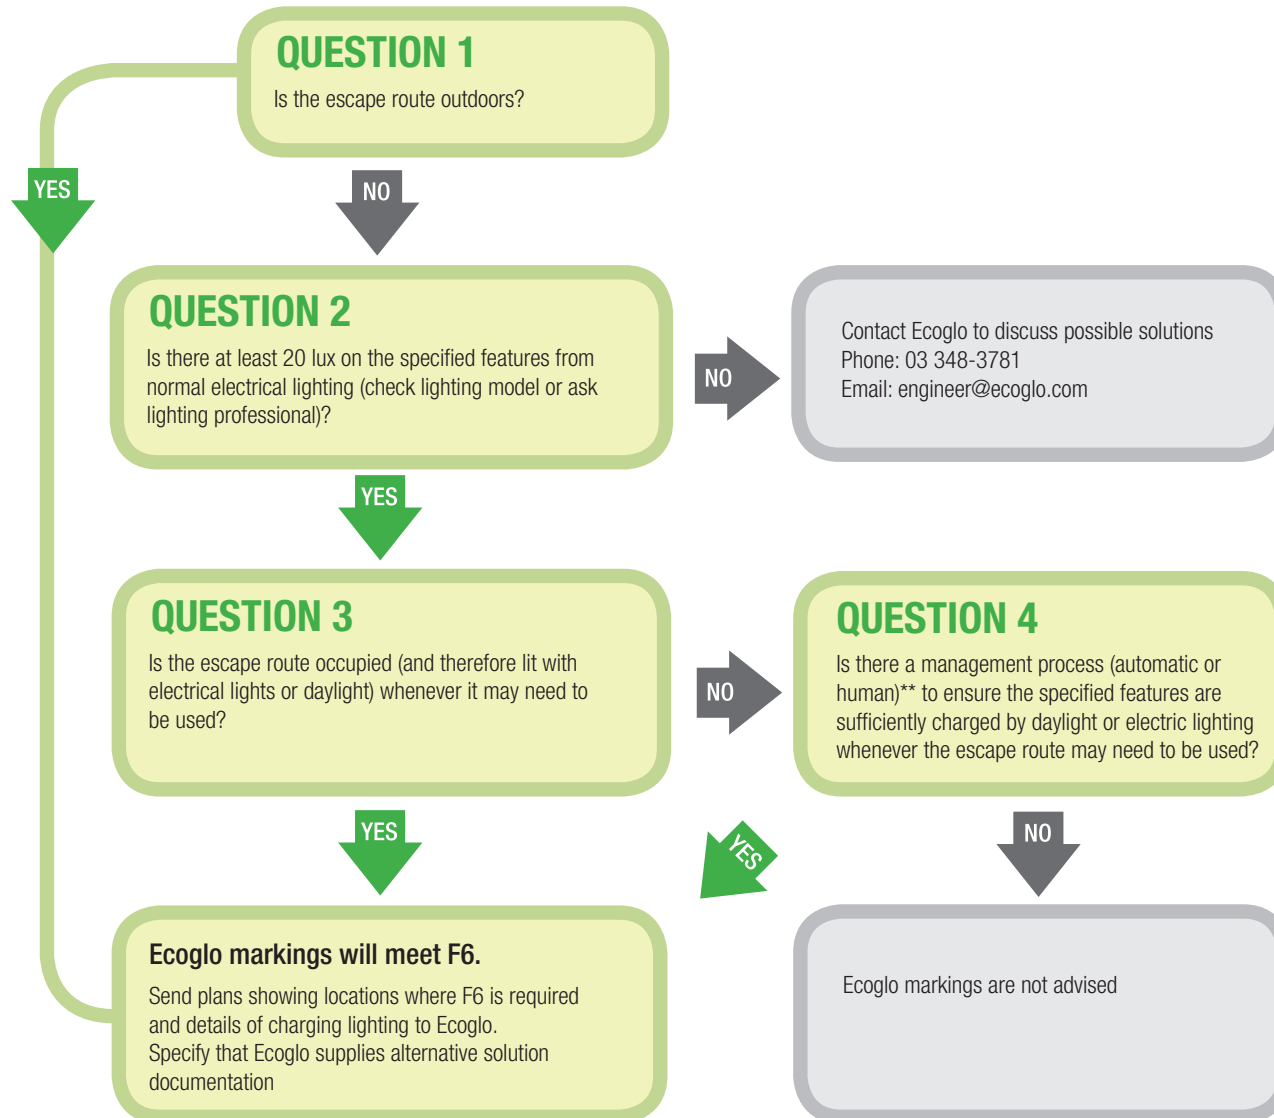 QUESTION 1
Is the escape route outdoors?
YES
NO
QUESTION 2
Is there at least 20 lux on the specified features from
normal electrical lighting (check lighting model or ask
lighting professional)?
NO
Contact Ecoglo to discuss possible solutions
Phone: 03 348-3781
Email: engineer@ecoglo.com
YES
QUESTION 3
Is the escape route occupied (and therefore lit with
electrical lights or daylight) whenever it may need to
be used?
NO
QUESTION 4
Is there a management process (automatic or
human)** to ensure the specified features are
sufficiently charged by daylight or electric lighting
whenever the escape route may need to be used?
YES
YES
NO
Ecoglo markings will meet F6.
Send plans showing locations where F6 is required
and details of charging lighting to Ecoglo.
Specify that Ecoglo supplies alternative solution
documentation
Ecoglo markings are not advised